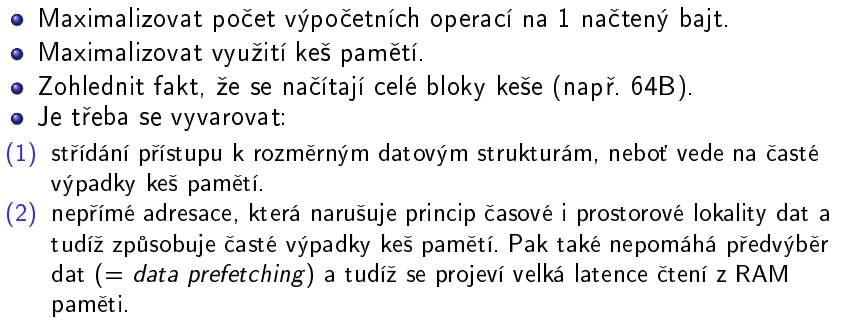 Maximalizovat počet výpočetních operací na 1 načtený bajt.
Maximalizovat využití keš pamětí.
Zohlednit fakt, že se načítají celé bloky keše (např. 64B).
Je třeba se vyvarovat:
(1) střídání přístupu k rozměrným datovým strukturám, neboť vede na časté
výpadky keš pamětí.
(2) nepřímé adresace, která narušuje princip časové i prostorové lokality dat a
tudíž způsobuje časté výpadky keš pamětí. Pak také nepomáhá předvýběr
dat (= data prefetching) a tudíž se projeví velká latence čtení z RAM
paměti.